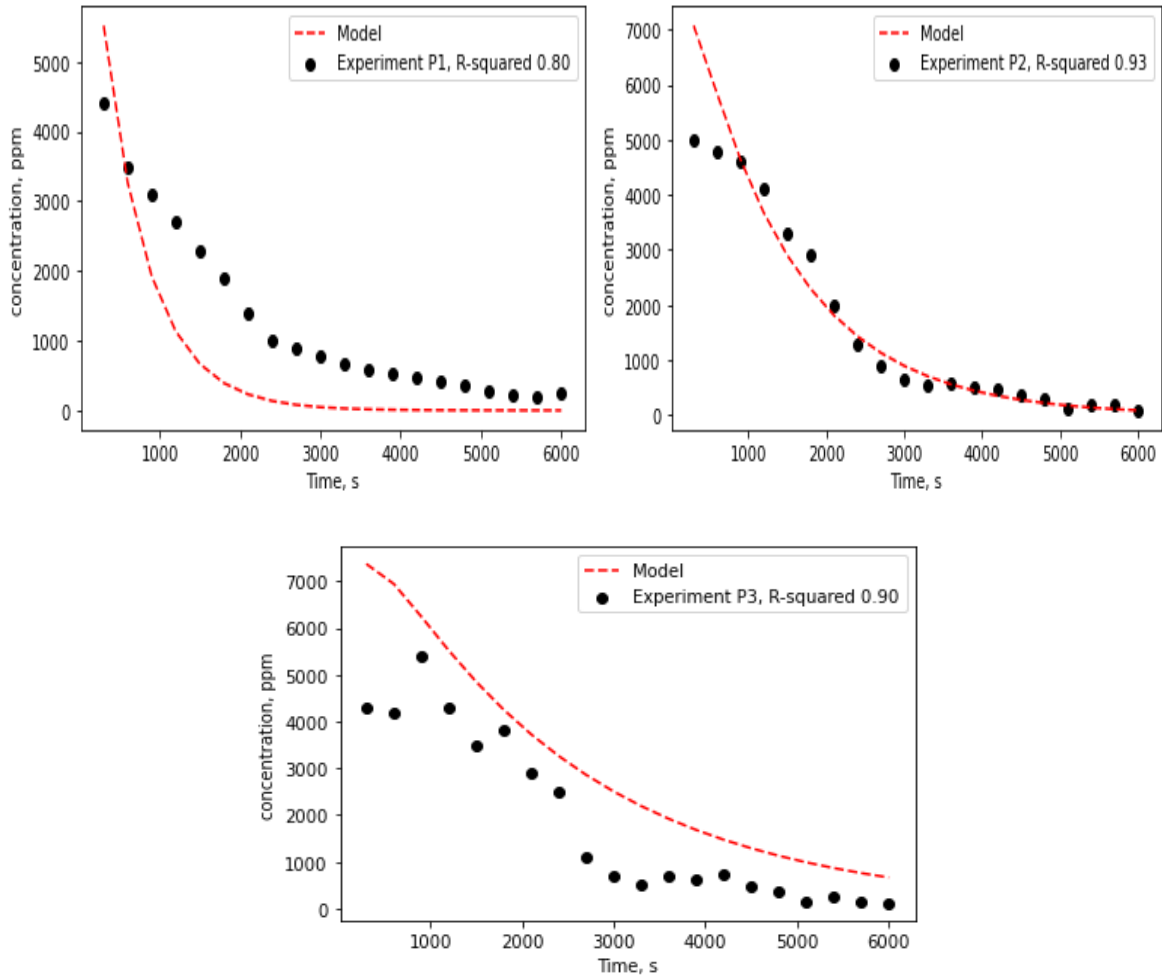 Model
Experiment P1, R-squared 0.80
concentration, ppm
5000
4000
3000
2000
1000
0
1000 2000 3000 4000 5000 6000
Time, s
Model
Experiment P2, R-squared 0.93
concentration, ppm
7000
6000
5000
4000
3000
2000
1000
0
1000 2000 3000 4000 5000 6000
Time, s
Model
Experiment P3, R-squared 0.90
concentration, ppm
7000
6000
5000
4000
3000
2000
1000
0
1000 2000 3000 4000 5000 6000
Time, s